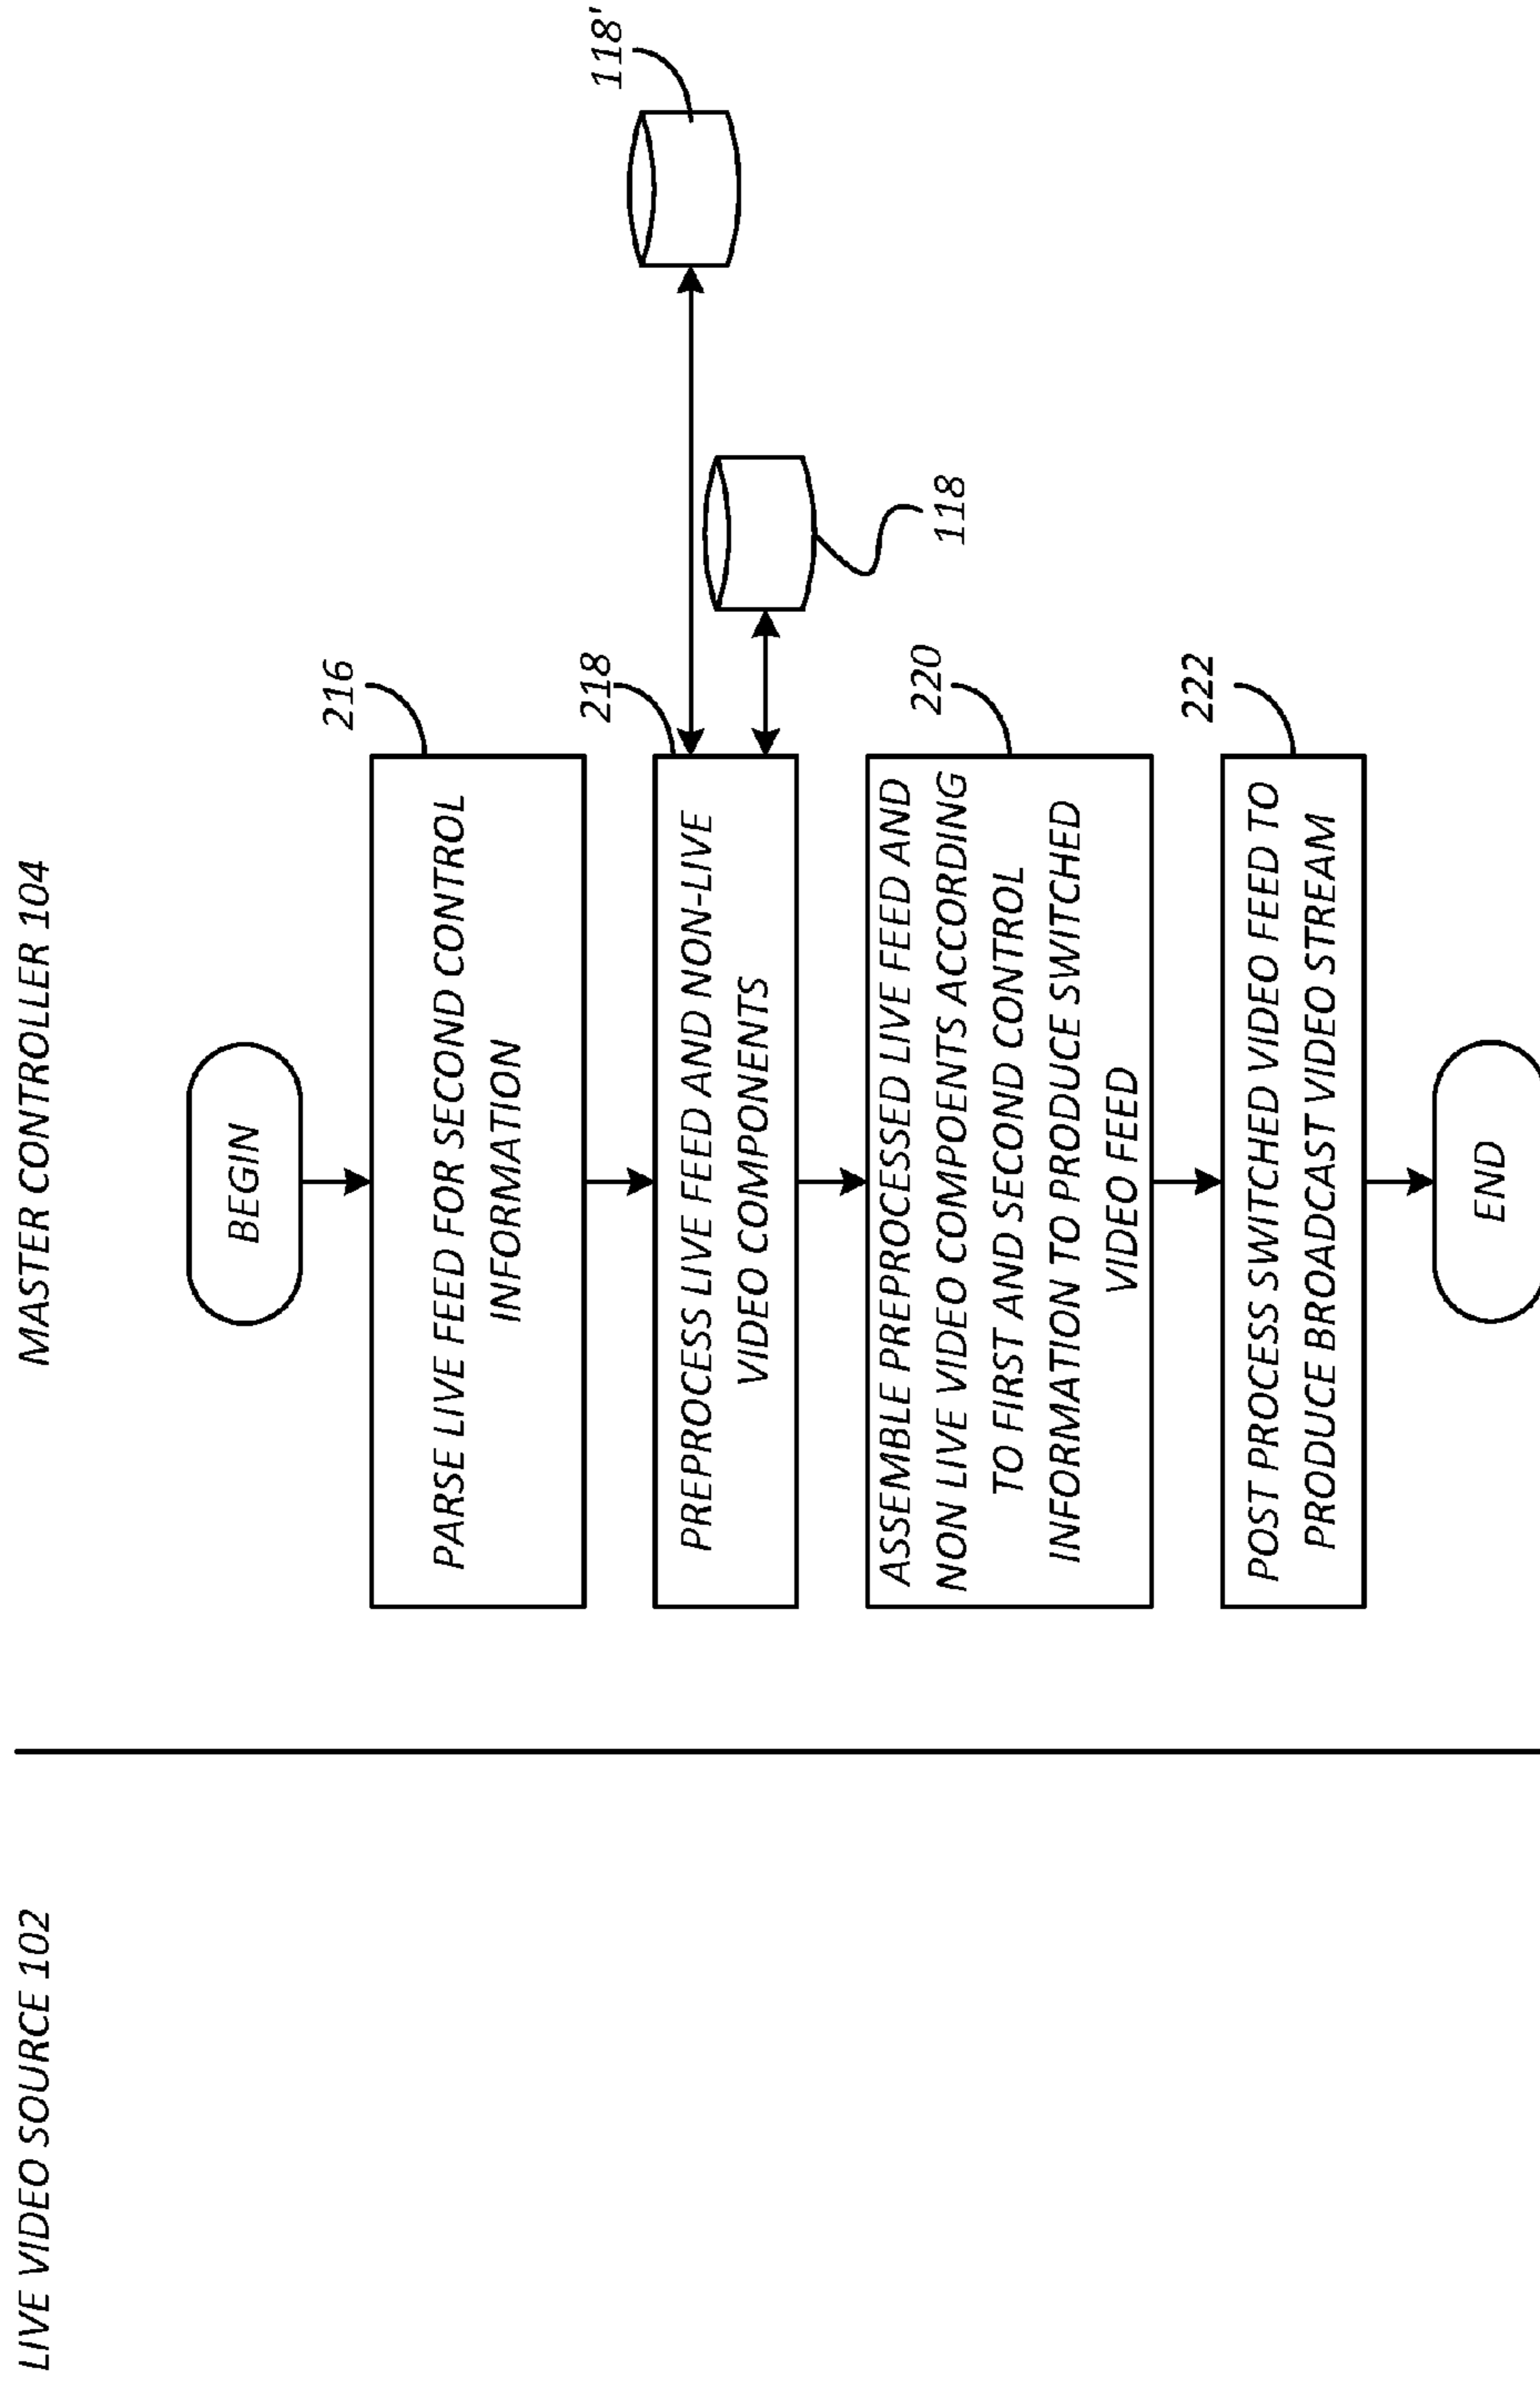 LIVE VIDEO SOURCE 102
MASTER CONTROLLER 104
BEGIN
216
PARSE LIVE FEED FOR SECOND CONTROL
INFORMATION
118'
218
PREPROCESS LIVE FEED AND NON-LIVE
VIDEO COMPONENTS
118
220
ASSEMBLE PREPROCESSED LIVE FEED AND
NON LIVE VIDEO COMPOENTS ACCORDING
TO FIRST AND SECOND CONTROL
INFORMATION TO PRODUCE SWITCHED
VIDEO FEED
222
POST PROCESS SWITCHED VIDEO FEED TO
PRODUCE BROADCAST VIDEO STREAM
END